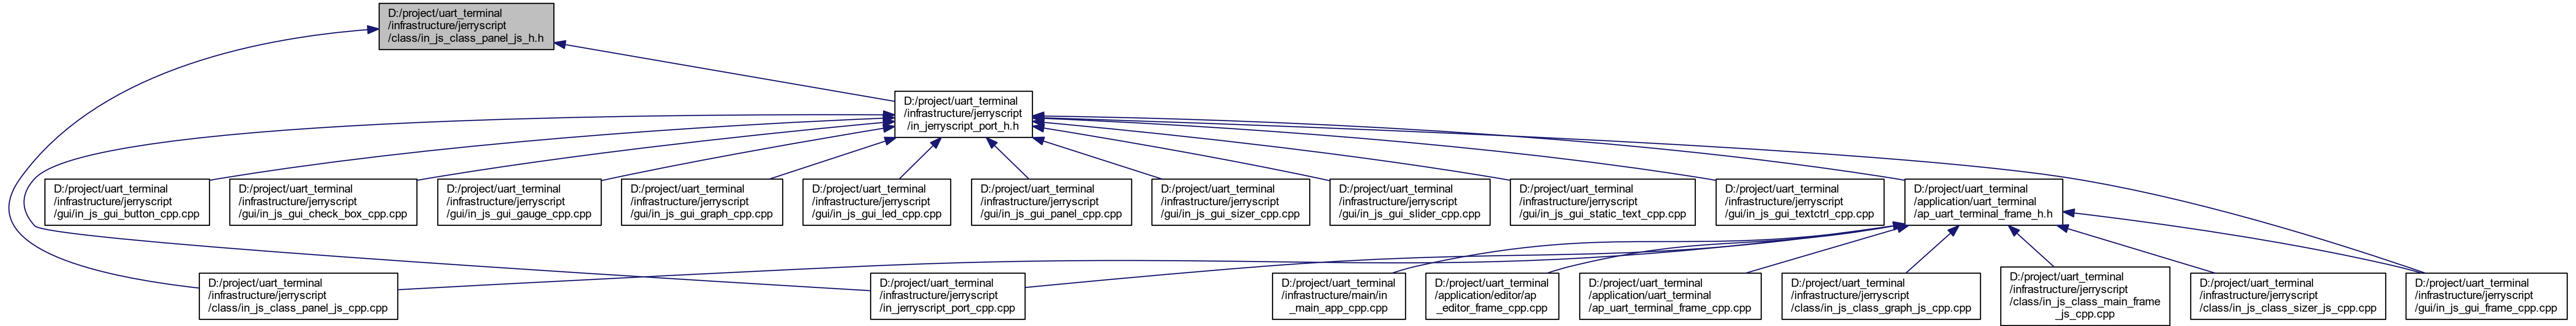 D:/project/uart_terminal
/infrastructure/jerryscript
/class/in_js_class_panel_js_h.h
D:/project/uart_terminal
/infrastructure/jerryscript
/in_jerryscript_port_h.h
D:/project/uart_terminal
/infrastructure/jerryscript
/gui/in_js_gui_button_cpp.cpp
D:/project/uart_terminal
/infrastructure/jerryscript
/gui/in_js_gui_check_box_cpp.cpp
D:/project/uart_terminal
/infrastructure/jerryscript
/gui/in_js_gui_gauge_cpp.cpp
D:/project/uart_terminal
/infrastructure/jerryscript
/gui/in_js_gui_graph_cpp.cpp
D:/project/uart_terminal
/infrastructure/jerryscript
/gui/in_js_gui_led_cpp.cpp
D:/project/uart_terminal
/infrastructure/jerryscript
/gui/in_js_gui_panel_cpp.cpp
D:/project/uart_terminal
/infrastructure/jerryscript
/gui/in_js_gui_sizer_cpp.cpp
D:/project/uart_terminal
/infrastructure/jerryscript
/gui/in_js_gui_slider_cpp.cpp
D:/project/uart_terminal
/infrastructure/jerryscript
/gui/in_js_gui_static_text_cpp.cpp
D:/project/uart_terminal
/infrastructure/jerryscript
/gui/in_js_gui_textctrl_cpp.cpp
D:/project/uart_terminal
/application/uart_terminal
/ap_uart_terminal_frame_h.h
D:/project/uart_terminal
/infrastructure/jerryscript
/class/in_js_class_panel_js_cpp.cpp
D:/project/uart_terminal
/infrastructure/jerryscript
/in_jerryscript_port_cpp.cpp
D:/project/uart_terminal
/infrastructure/main/in
_main_app_cpp.cpp
D:/project/uart_terminal
/application/editor/ap
_editor_frame_cpp.cpp
D:/project/uart_terminal
/application/uart_terminal
/ap_uart_terminal_frame_cpp.cpp
D:/project/uart_terminal
/infrastructure/jerryscript
/class/in_js_class_graph_js_cpp.cpp
D:/project/uart_terminal
/infrastructure/jerryscript
/class/in_js_class_main_frame
_js_cpp.cpp
D:/project/uart_terminal
/infrastructure/jerryscript
/class/in_js_class_sizer_js_cpp.cpp
D:/project/uart_terminal
/infrastructure/jerryscript
/gui/in_js_gui_frame_cpp.cpp